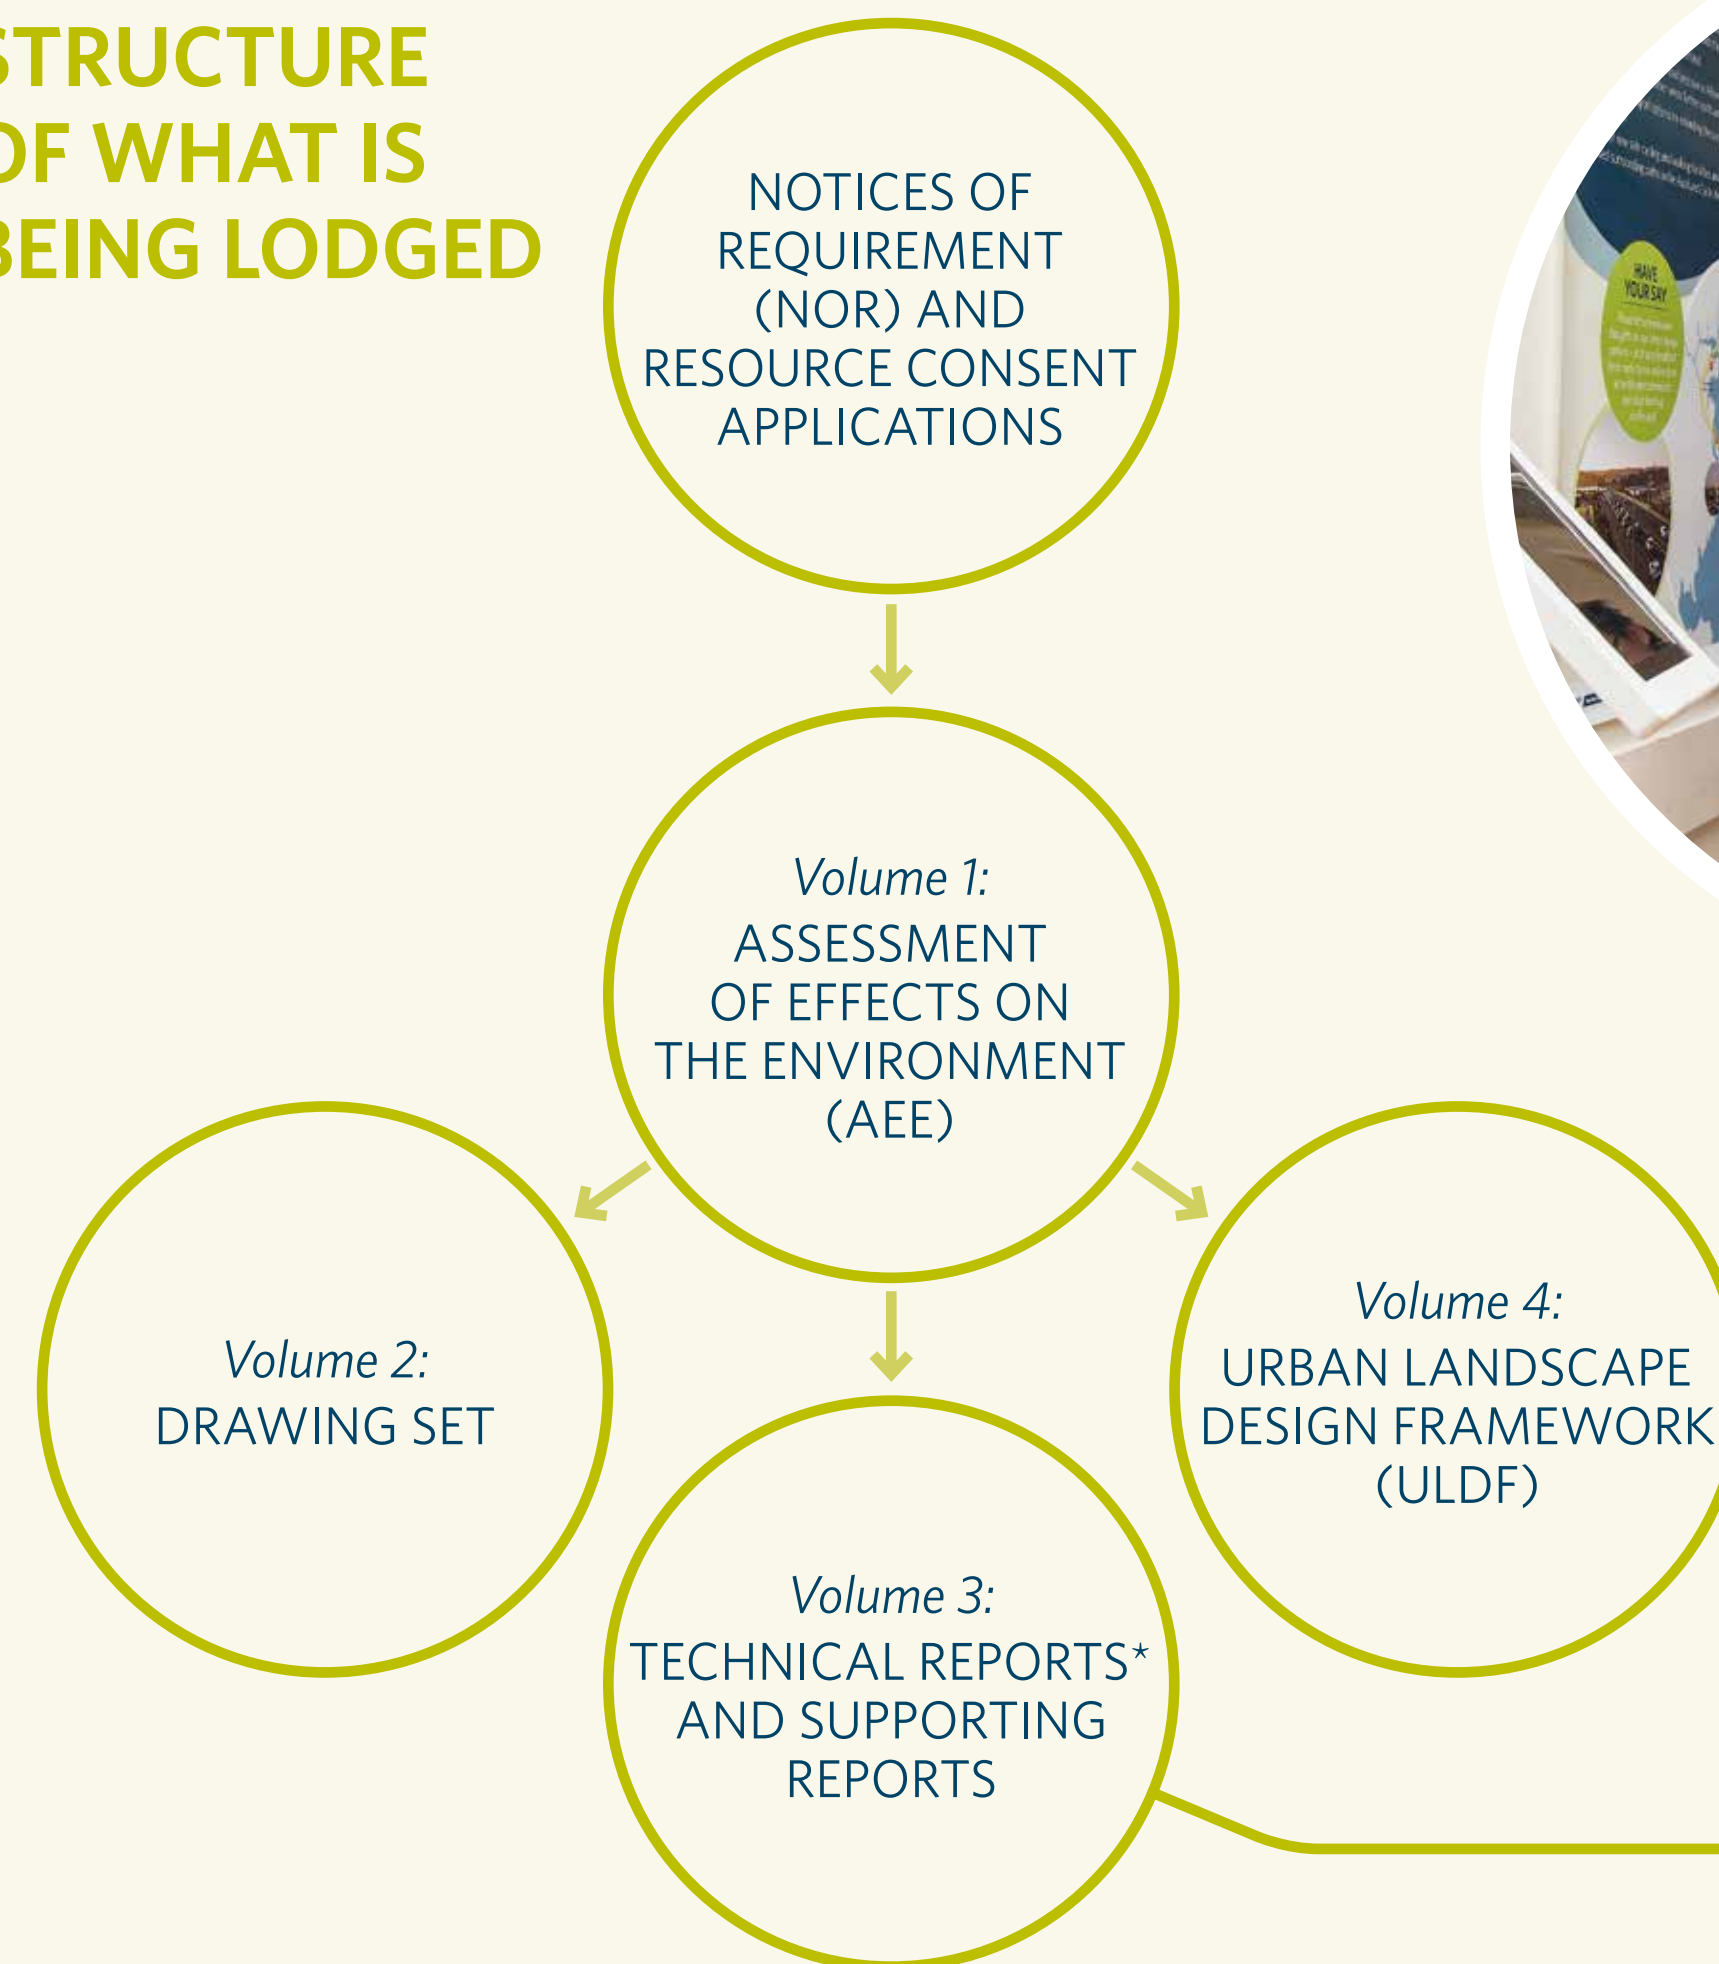 STRUCTURE
OF WHAT IS
BEING LODGED
NOTICES OF
REQUIREMENT
(NOR) AND
RESOURCE CONSENT
APPLICATIONS
HAVE
YOUR SAY
Volume 1:
ASSESSMENT
OF EFFECTS ON
THE ENVIRONMENT
(AEE)
Volume 2:
DRAWING SET
Volume 4:
URBAN LANDSCAPE
DESIGN FRAMEWORK
(ULDF)
Volume 3:
TECHNICAL REPORTS*
AND SUPPORTING
REPORTS